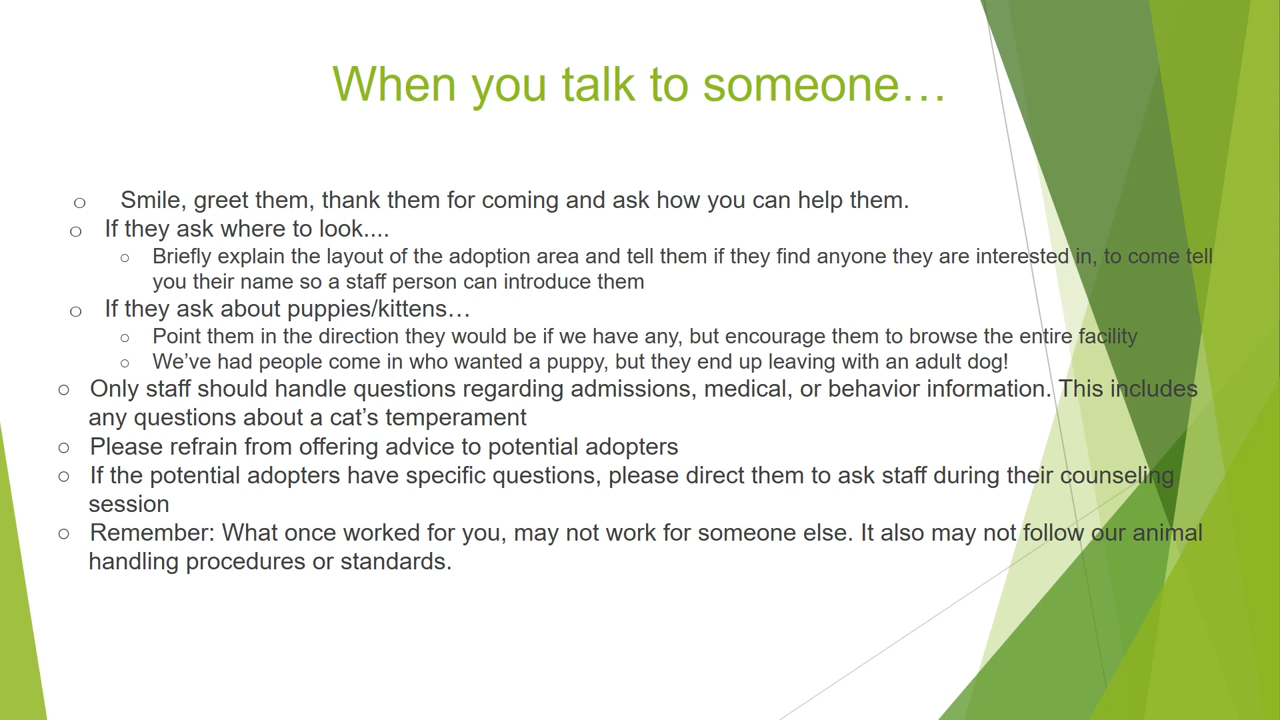 When you talk to someone…
Smile, greet them, thank them for coming and ask how you can help them.
If they ask where to look....
Briefly explain the layout of the adoption area and tell them if they find anyone they are interested in, to come tell
you their name so a staff person can introduce them
If they ask about puppies/kittens…
Point them in the direction they would be if we have any, but encourage them to browse the entire facility
We’ve had people come in who wanted a puppy, but they end up leaving with an adult dog!
Only staff should handle questions regarding admissions, medical, or behavior information. This includes
any questions about a cat’s temperament
Please refrain from offering advice to potential adopters
If the potential adopters have specific questions, please direct them to ask staff during their counseling
session
Remember: What once worked for you, may not work for someone else. It also may not follow our animal
handling procedures or standards.